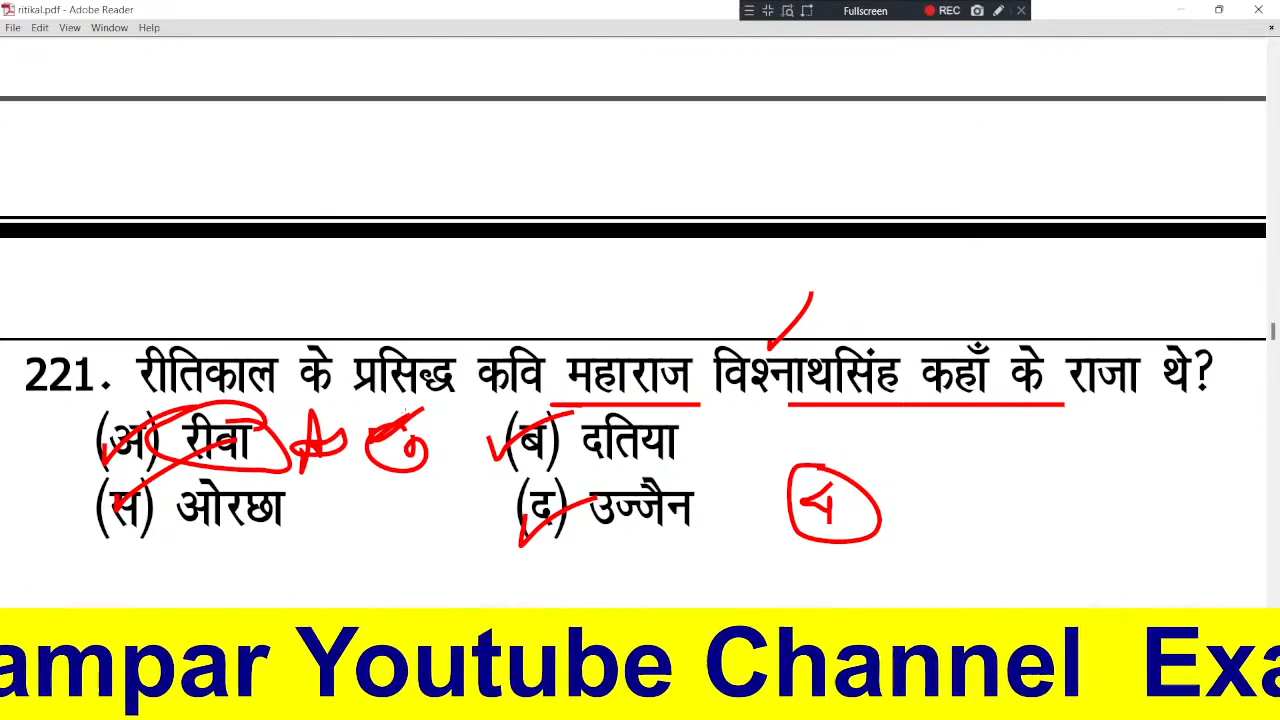 ritikal.pdf - Adobe Reader
Fullscreen REC
File Edit View Window Help
221. रीतिकाल के प्रसिद्ध कवि महाराज विश्नाथसिंह कहाँ के राजा थे?
(अ) रीवा (ब) दतिया
(स) ओरछा (द) उज्जैन
ampar Youtube Channel Exa